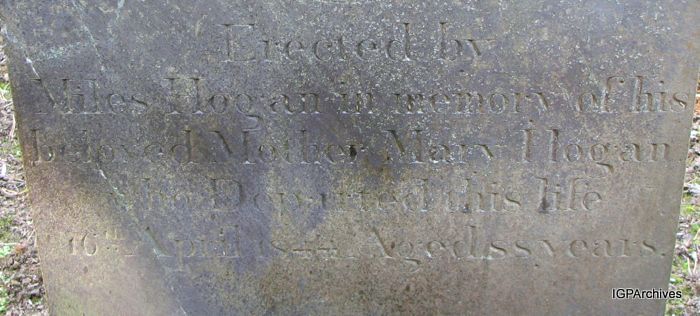 Erected by
Miles Hogan in memory of his
beloved Mother Mary Hogan
who Departed this life
16th April 1844 Aged 88 years.
IGPArchives